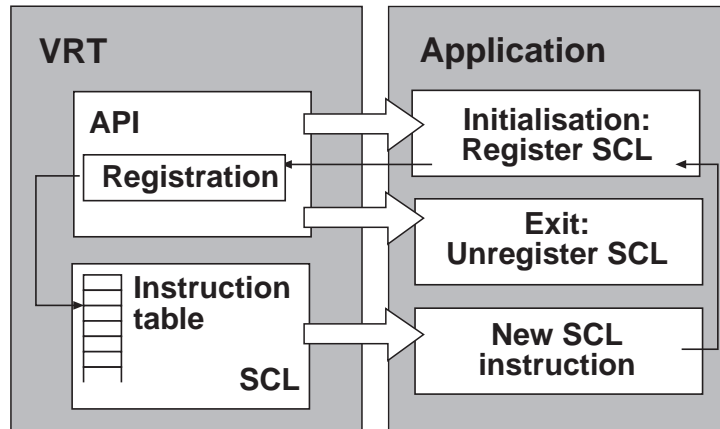 VRT
API
Registration
Instruction
table
SCL
Application
Initialisation:
Register SCL
Exit:
Unregister SCL
New SCL
instruction